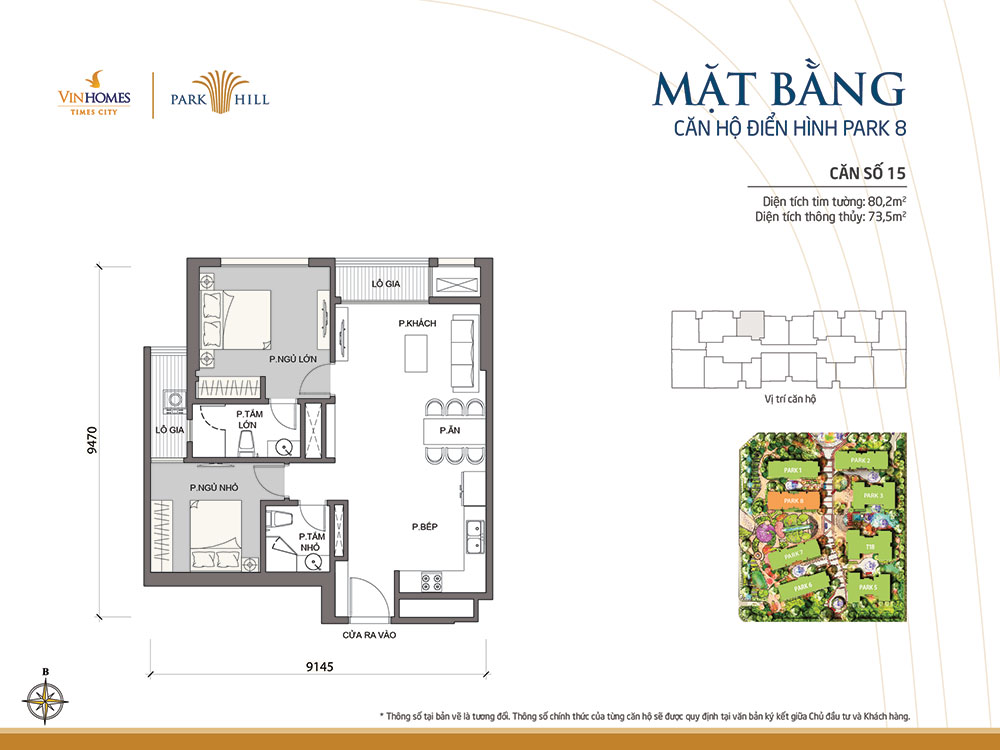 VINHOMES
TIMES CITY
PARK HILL
MẶT BẰNG
CĂN HỘ ĐIỂN HÌNH PARK 8
CĂN SỐ 15
Diện tích tim tường: 80,2m²
Diện tích thông thủy: 73,5m²
LÔ GIA
P.KHÁCH
P.NGỦ LỚN
P.TẮM
LỚN
LÔ GIA
P.ĂN
P.NGỦ NHỎ
P.BẾP
P.TẮM
NHỎ
CỬA RA VÀO
9470
9145
Vị trí căn hộ
PARK 1
PARK 2
PARK 8
PARK 3
T18
PARK 7
PARK 6
PARK 5
B
* Thông số tại bản vẽ là tương đối. Thông số chính thức của từng căn hộ sẽ được quy định tại văn bản ký kết giữa Chủ đầu tư và Khách hàng.